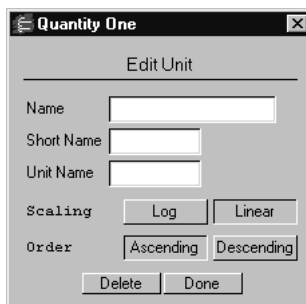 Quantity One
Edit Unit
Name
Short Name
Unit Name
Scaling Log Linear
Order Ascending Descending
Delete Done